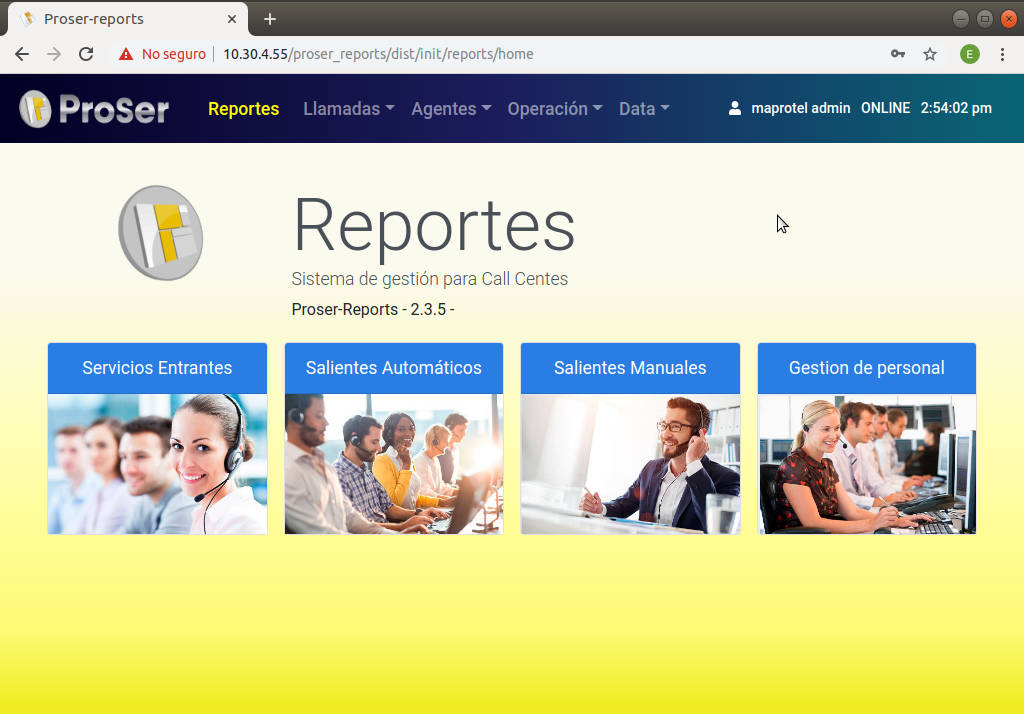 Proser-reports
No seguro 10.30.4.55/proser_reports/dist/init/reports/home
E
ProSer Reportes Llamadas Agentes Operación Data maprotel admin ONLINE 2:54:02 pm
Reportes
Sistema de gestión para Call Centes
Proser-Reports - 2.3.5 -
Servicios Entrantes Salientes Automáticos Salientes Manuales Gestion de personal